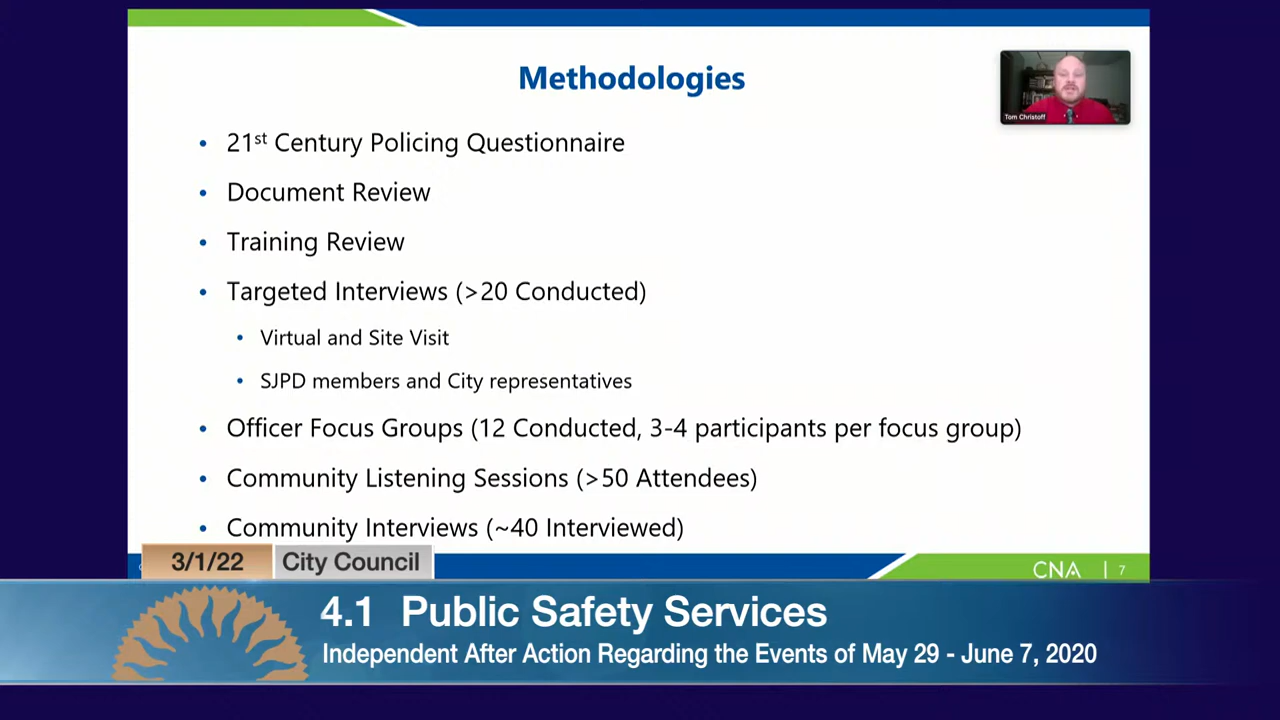 Methodologies
Tom Christoff
• 21st Century Policing Questionnaire
• Document Review
• Training Review
• Targeted Interviews (>20 Conducted)
• Virtual and Site Visit
• SJPD members and City representatives
• Officer Focus Groups (12 Conducted, 3-4 participants per focus group)
• Community Listening Sessions (>50 Attendees)
• Community Interviews (~40 Interviewed)
CNA | 7
3/1/22 City Council
4.1 Public Safety Services
Independent After Action Regarding the Events of May 29 - June 7, 2020